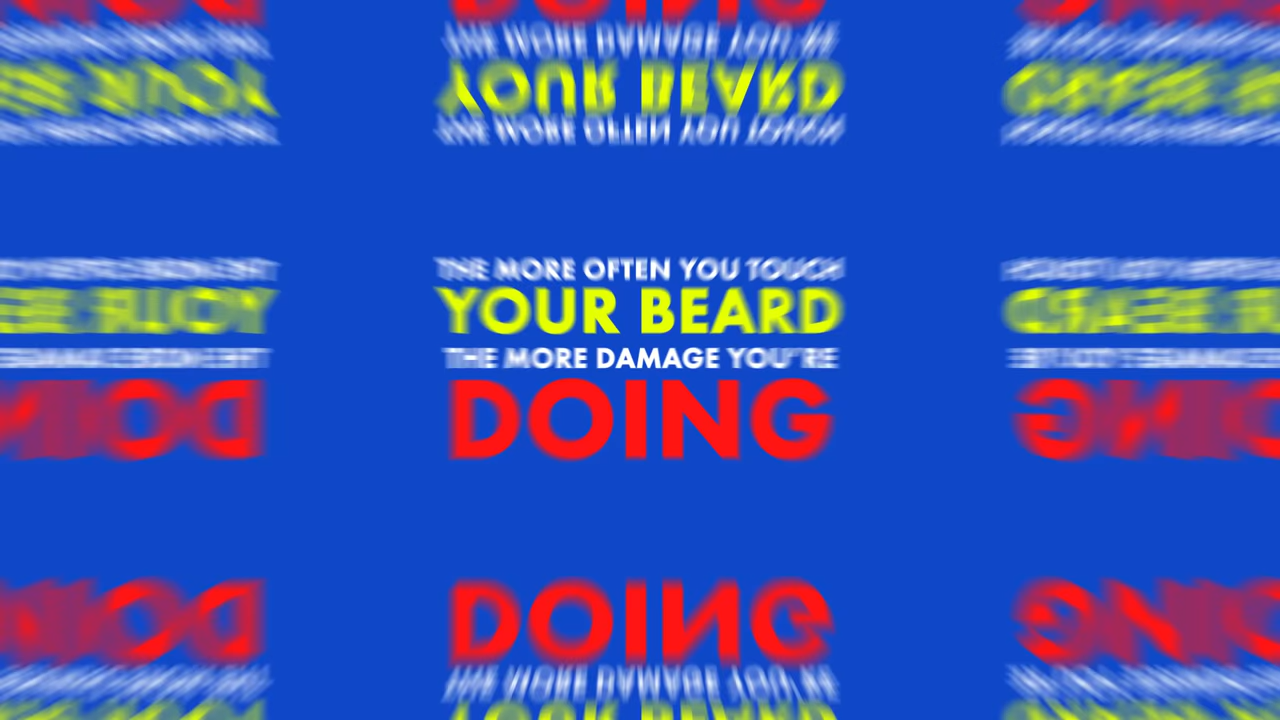 THE MORE OFTEN YOU TOUCH
YOUR BEARD
THE MORE DAMAGE YOU'RE
DOING